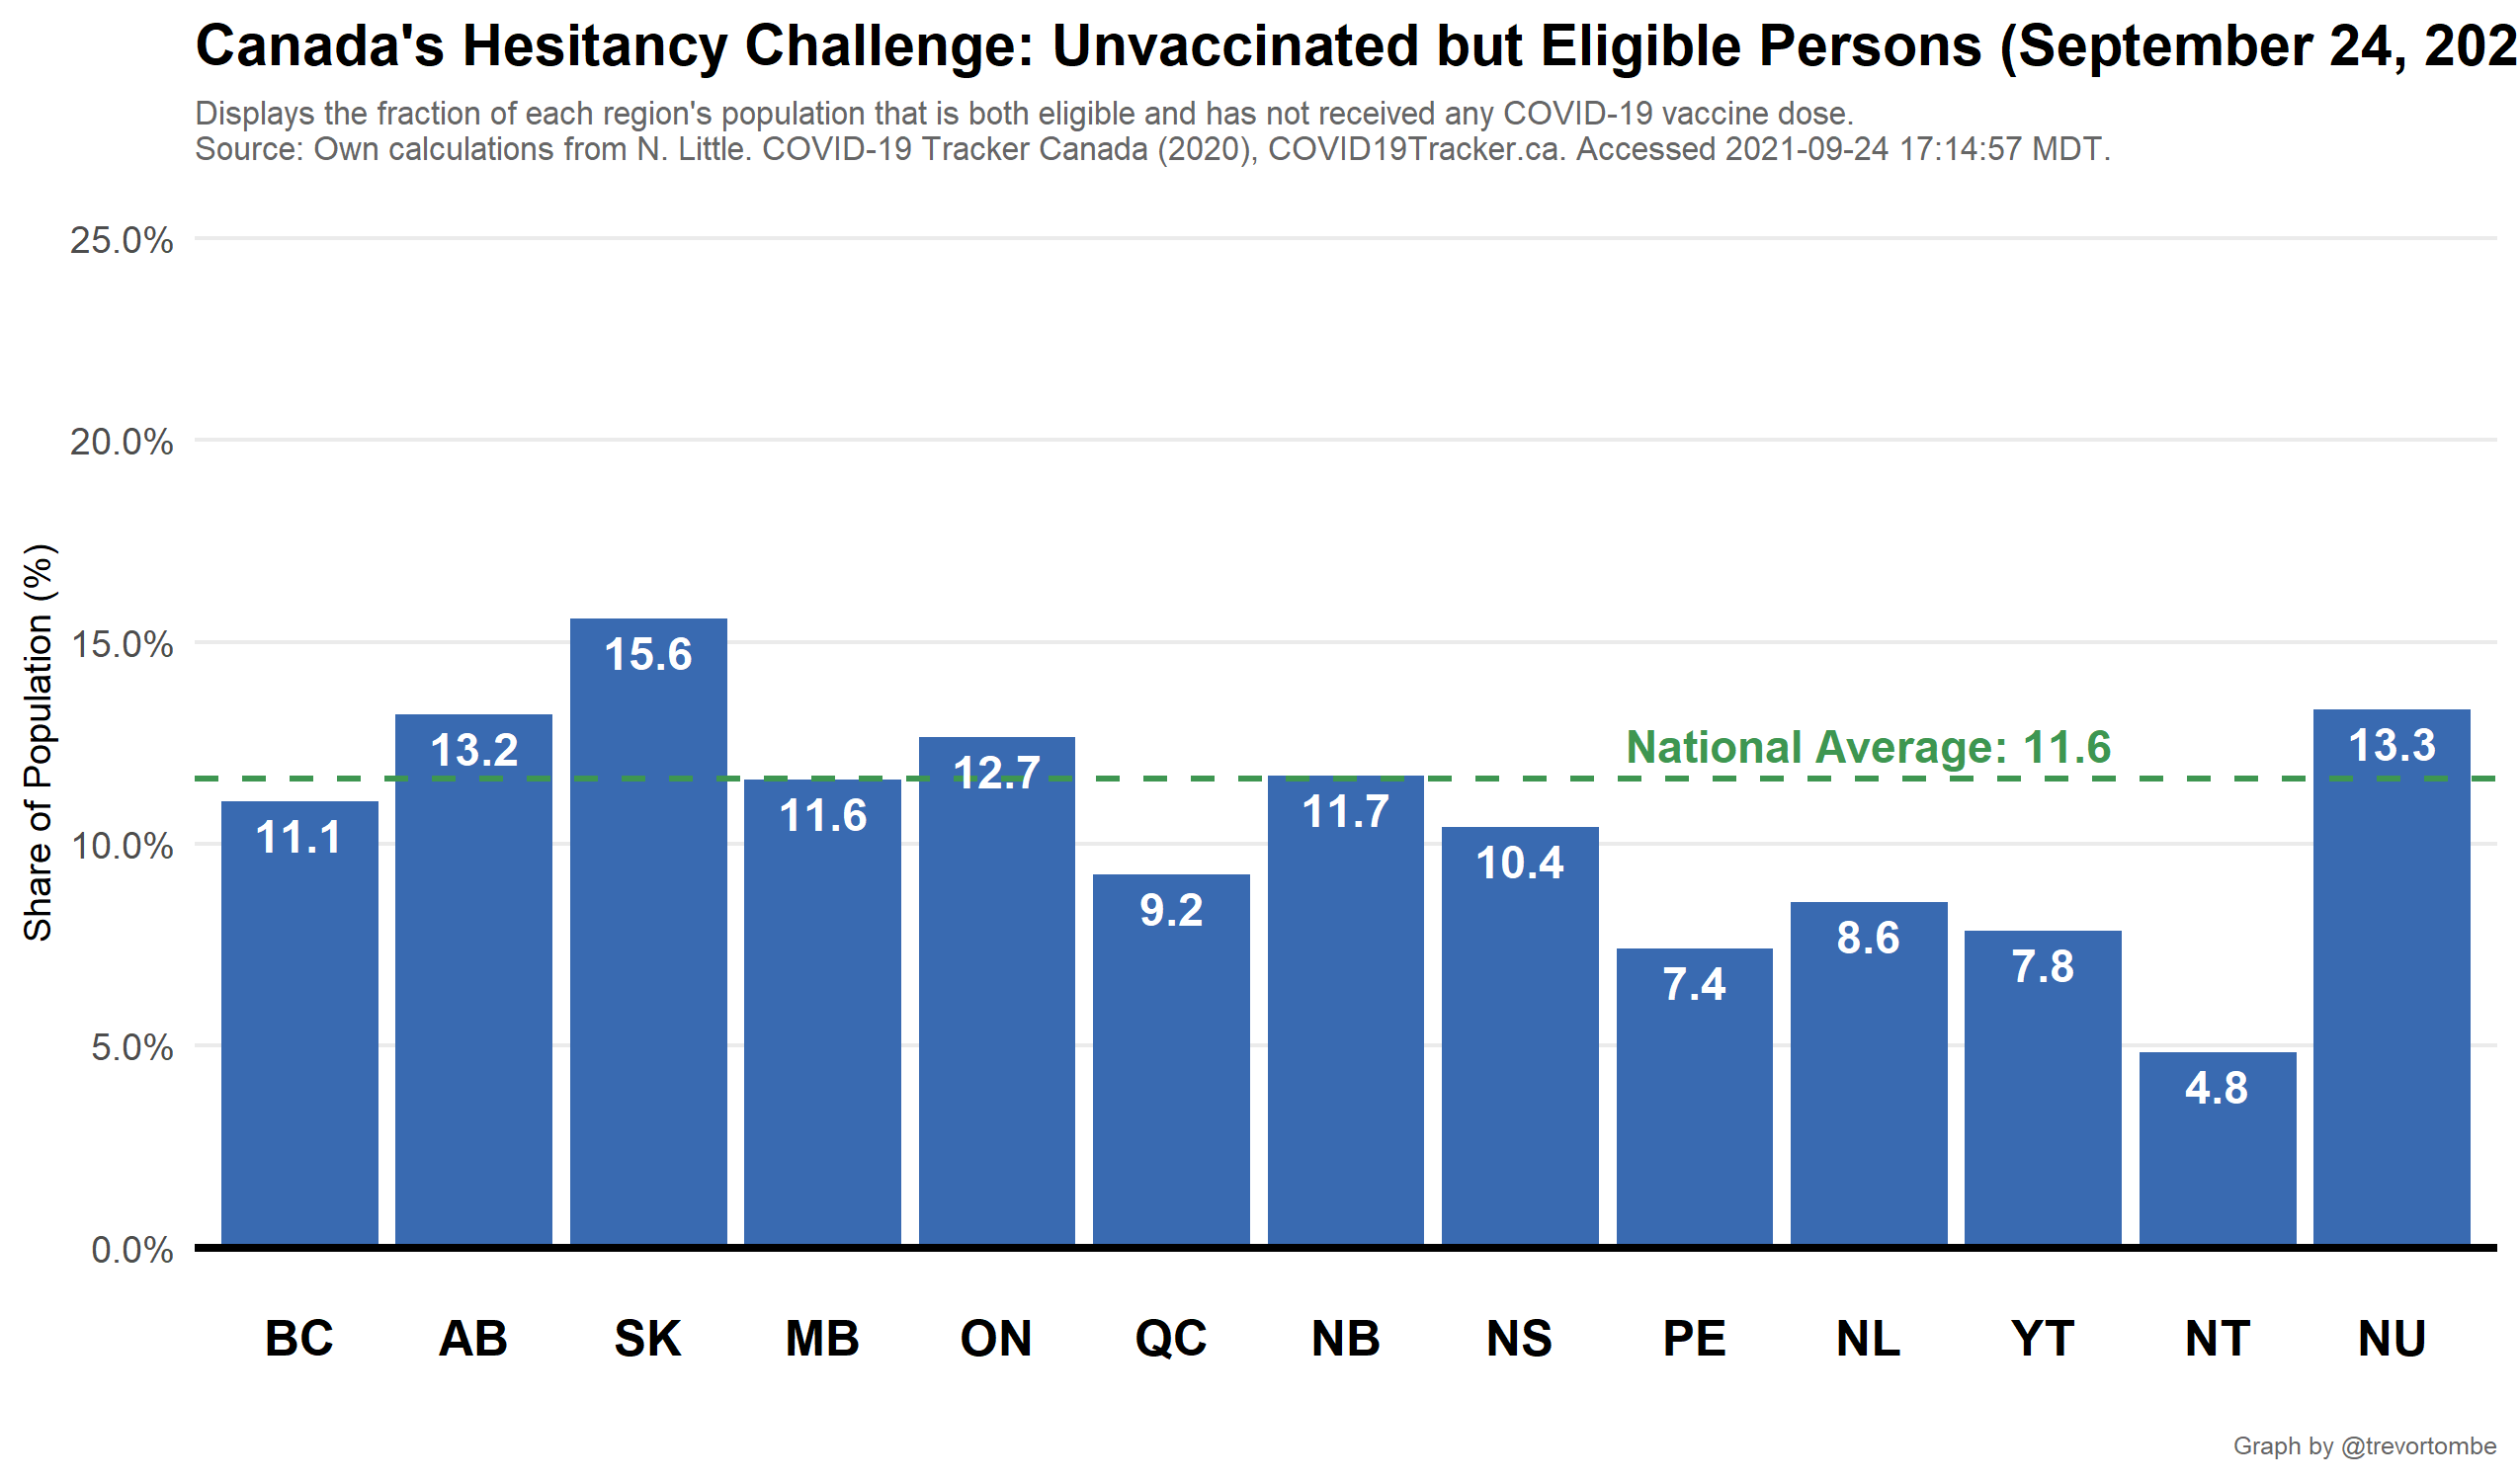 Canada's Hesitancy Challenge: Unvaccinated but Eligible Persons (September 24, 202
Displays the fraction of each region's population that is both eligible and has not received any COVID-19 vaccine dose.
Source: Own calculations from N. Little. COVID-19 Tracker Canada (2020), COVID19Tracker.ca. Accessed 2021-09-24 17:14:57 MDT.
Share of Population (%)
25.0%
20.0%
15.0%
10.0%
5.0%
0.0%
National Average: 11.6
11.1
13.2
15.6
11.6
12.7
9.2
11.7
10.4
7.4
8.6
7.8
4.8
13.3
BC AB SK MB ON QC NB NS PE NL YT NT NU
Graph by @trevortombe